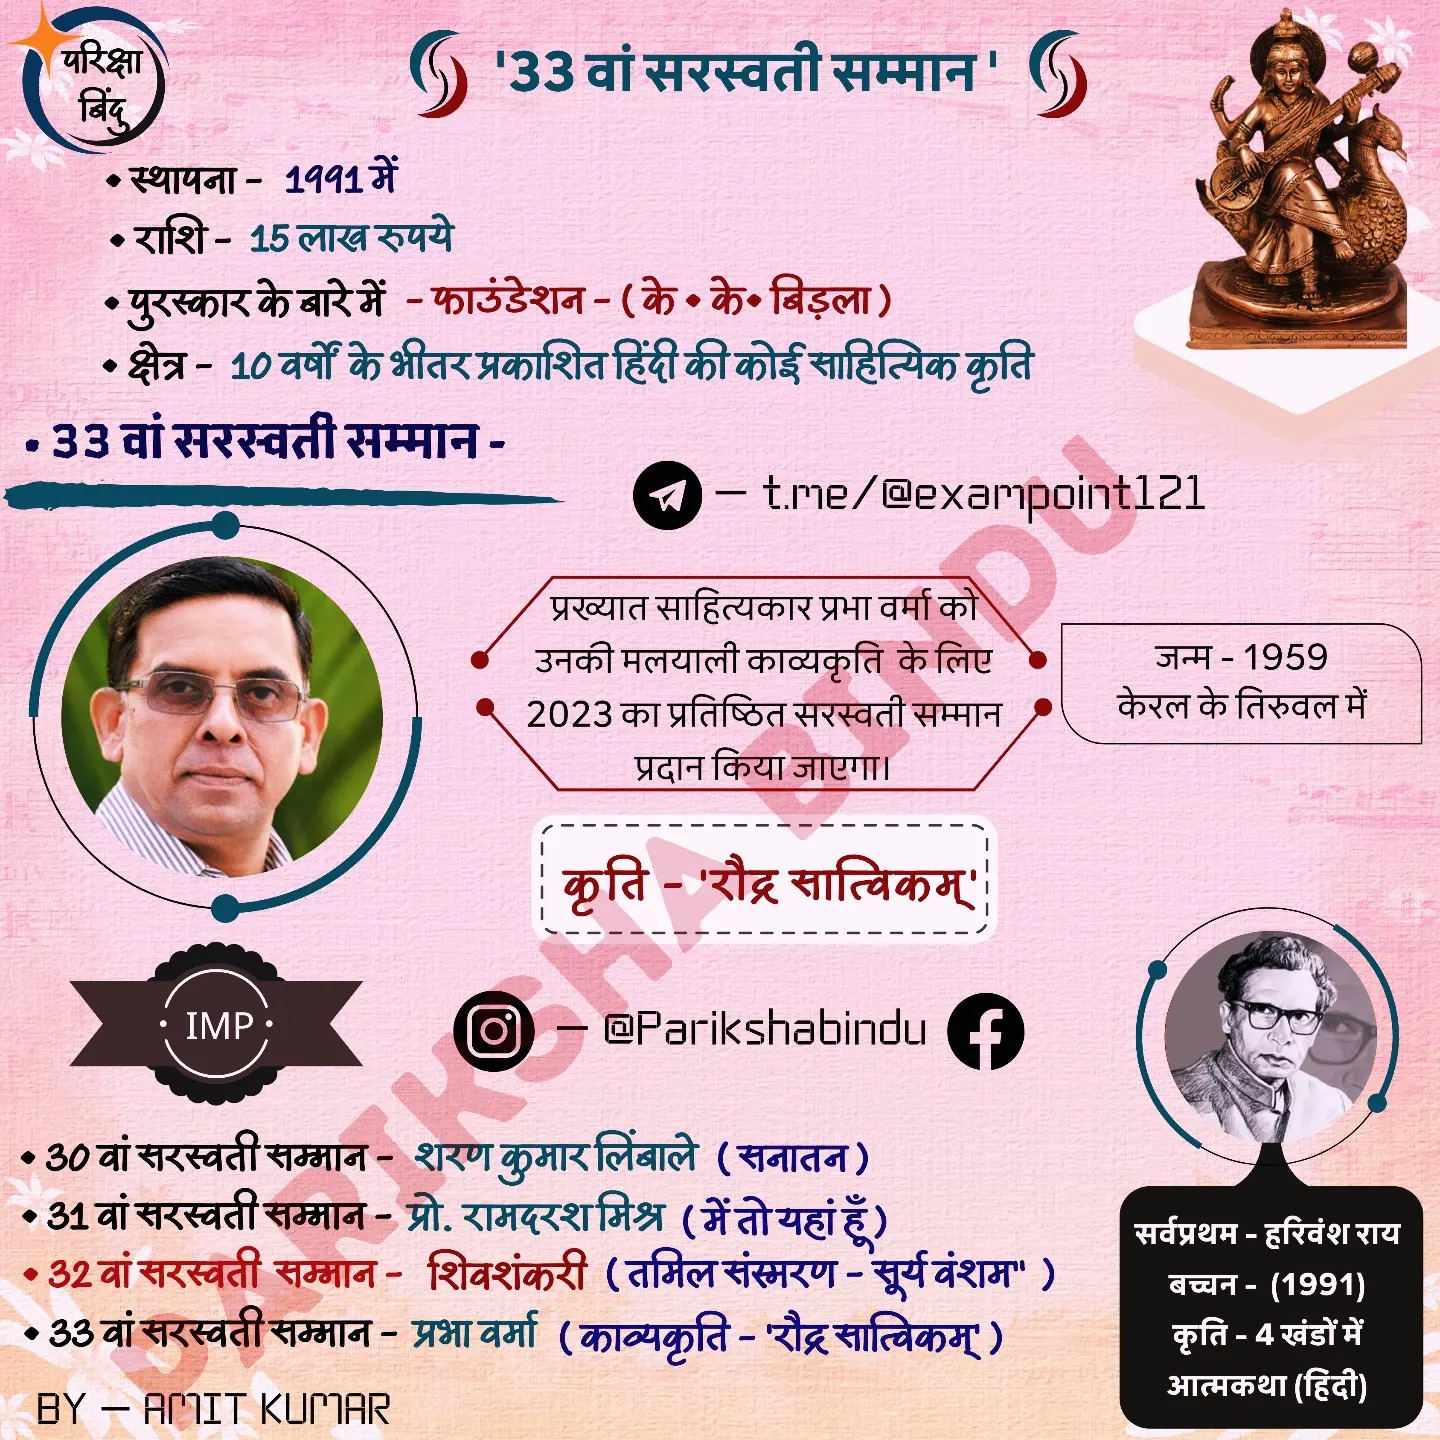 परिक्षा
बिंदु
'33 वां सरस्वती सम्मान '
• स्थापना - 1991 में
• राशि - 15 लाख रुपये
• पुरस्कार के बारे में - फाउंडेशन - ( के • के• बिड़ला )
• क्षेत्र - 10 वर्षों के भीतर प्रकाशित हिंदी की कोई साहित्यिक कृति
• 33 वां सरस्वती सम्मान -
— t.me/@exampoint121
प्रख्यात साहित्यकार प्रभा वर्मा को
उनकी मलयाली काव्यकृति के लिए
2023 का प्रतिष्ठित सरस्वती सम्मान
प्रदान किया जाएगा।
जन्म - 1959
केरल के तिरुवल में
कृति - 'रौद्र सात्विकम्'
• IMP •
— @Parikshabindu
• 30 वां सरस्वती सम्मान - शरण कुमार लिंबाले ( सनातन )
• 31 वां सरस्वती सम्मान - प्रो. रामदरश मिश्र ( में तो यहां हूँ )
• 32 वां सरस्वती सम्मान - शिवशंकरी ( तमिल संस्मरण - सूर्य वंशम" )
• 33 वां सरस्वती सम्मान - प्रभा वर्मा ( काव्यकृति - 'रौद्र सात्विकम्' )
सर्वप्रथम - हरिवंश राय
बच्चन - (1991)
कृति - 4 खंडों में
आत्मकथा (हिंदी)
BY — AMIT KUMAR
PARIKSHA BINDU